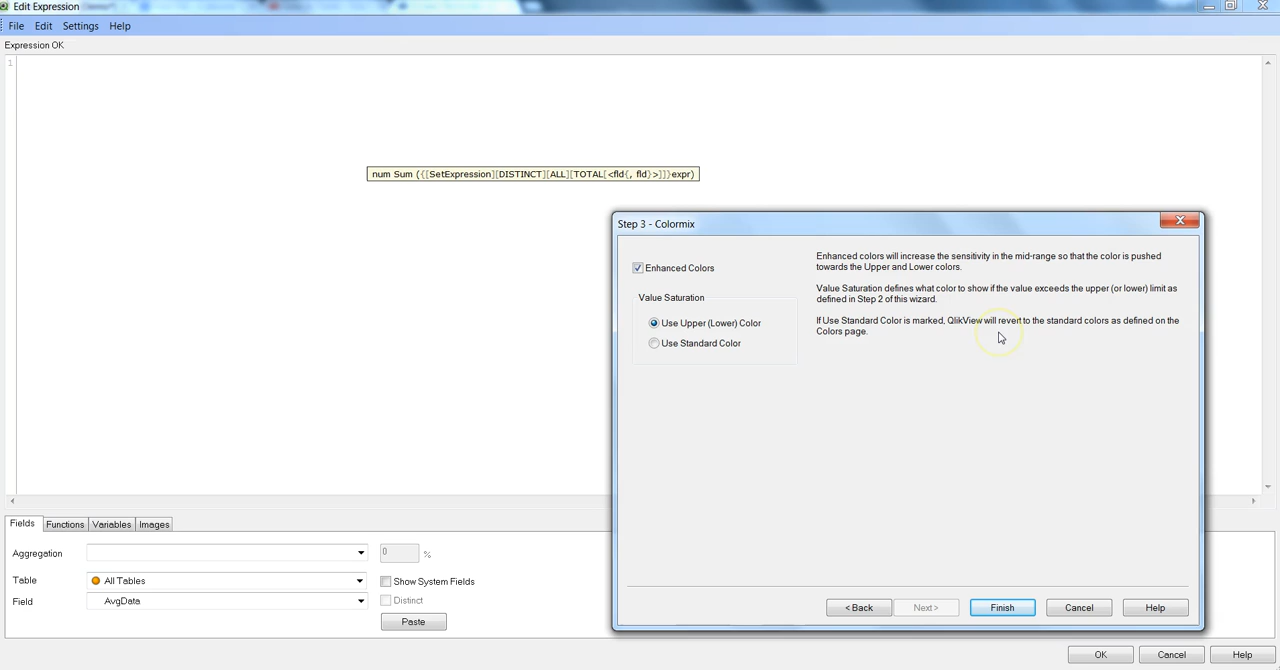 Edit Expression
File Edit Settings Help
Expression OK
1
num Sum ({[SetExpression][DISTINCT][ALL][TOTAL[<fld{, fld}>]]}expr)
Step 3 - Colormix
Enhanced Colors
Value Saturation
Use Upper (Lower) Color
Use Standard Color
Enhanced colors will increase the sensitivity in the mid-range so that the color is pushed
towards the Upper and Lower colors.
Value Saturation defines what color to show if the value exceeds the upper (or lower) limit as
defined in Step 2 of this wizard.
If Use Standard Color is marked, QlikView will revert to the standard colors as defined on the
Colors page.
< Back Next > Finish Cancel Help
Fields Functions Variables Images
Aggregation 0 %
Table All Tables Show System Fields
Field AvgData Distinct
Paste
OK Cancel Help